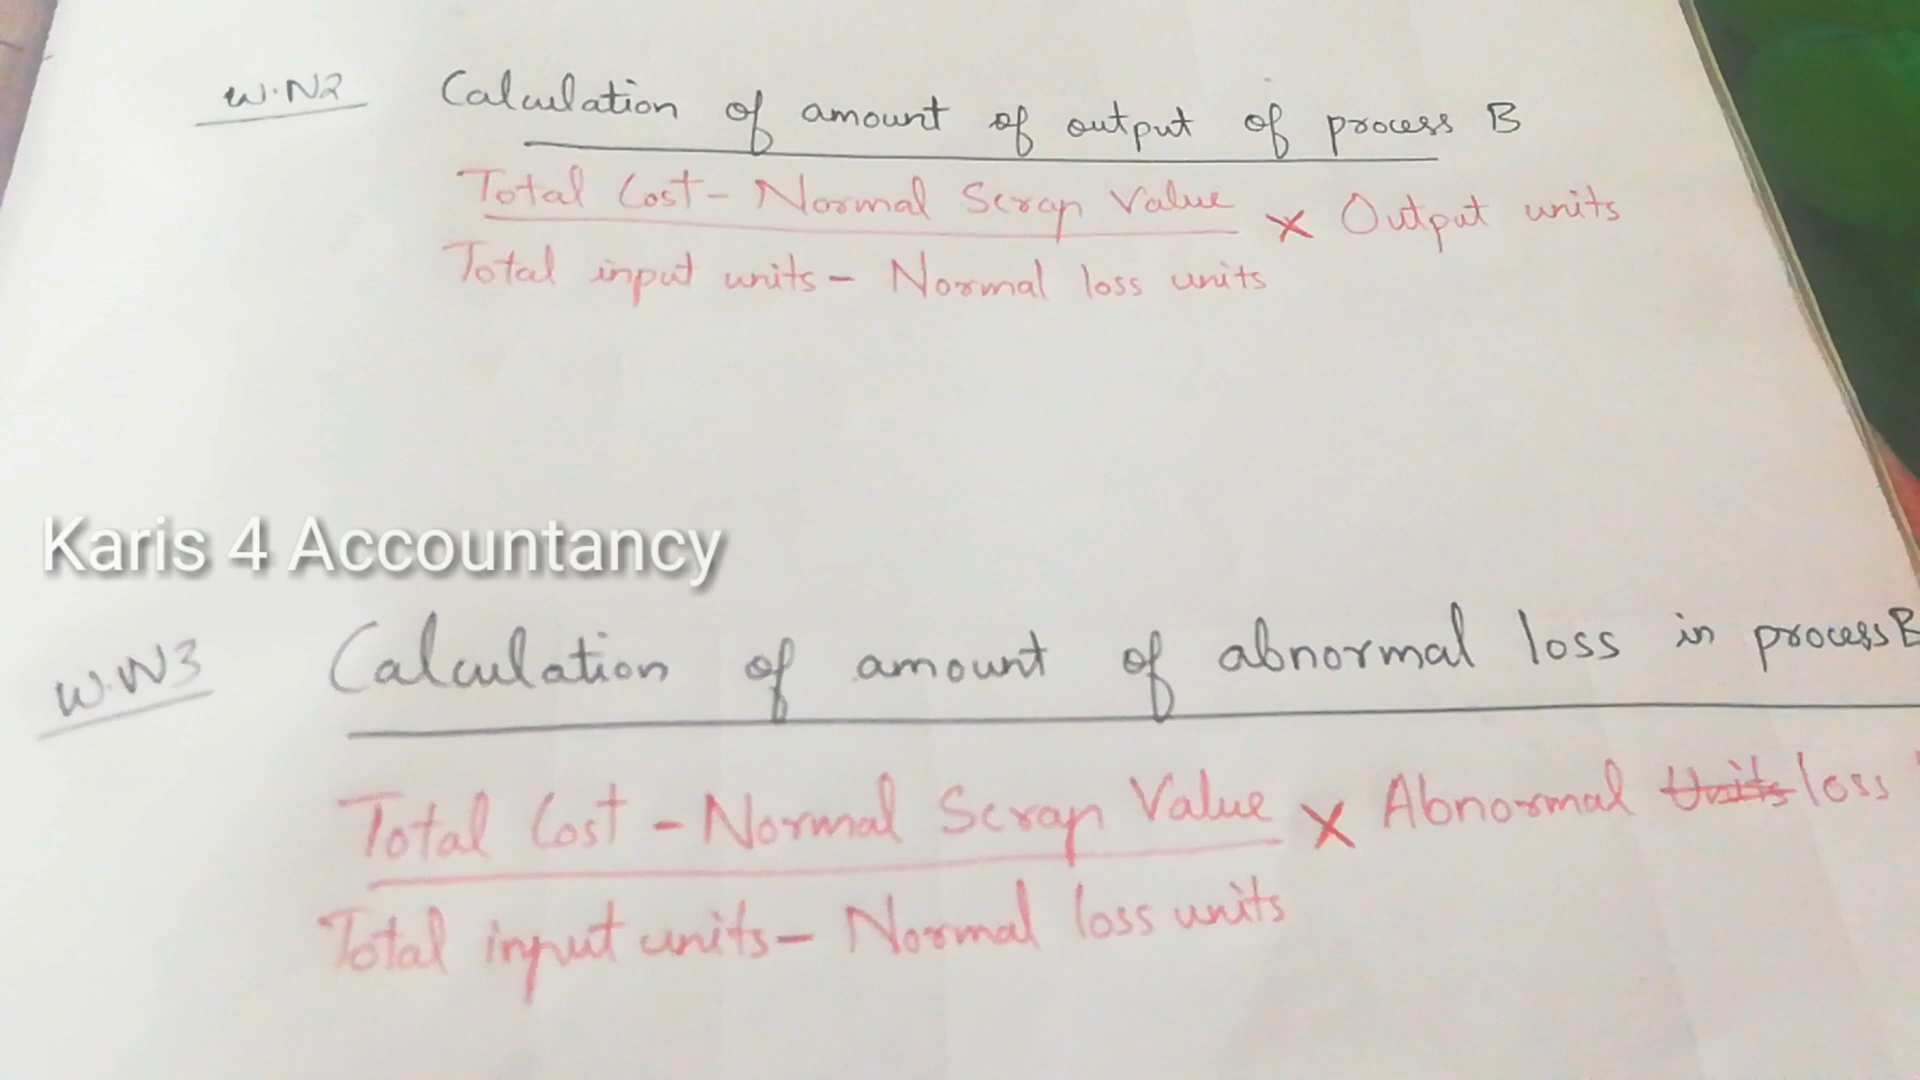 W.N2 Calculation of amount of output of process B
Total Cost - Normal Scrap Value × Output units
Total input units - Normal loss units
Karis 4 Accountancy
W.N3 Calculation of amount of abnormal loss in process B
Total Cost - Normal Scrap Value × Abnormal Units loss
Total input units - Normal loss units